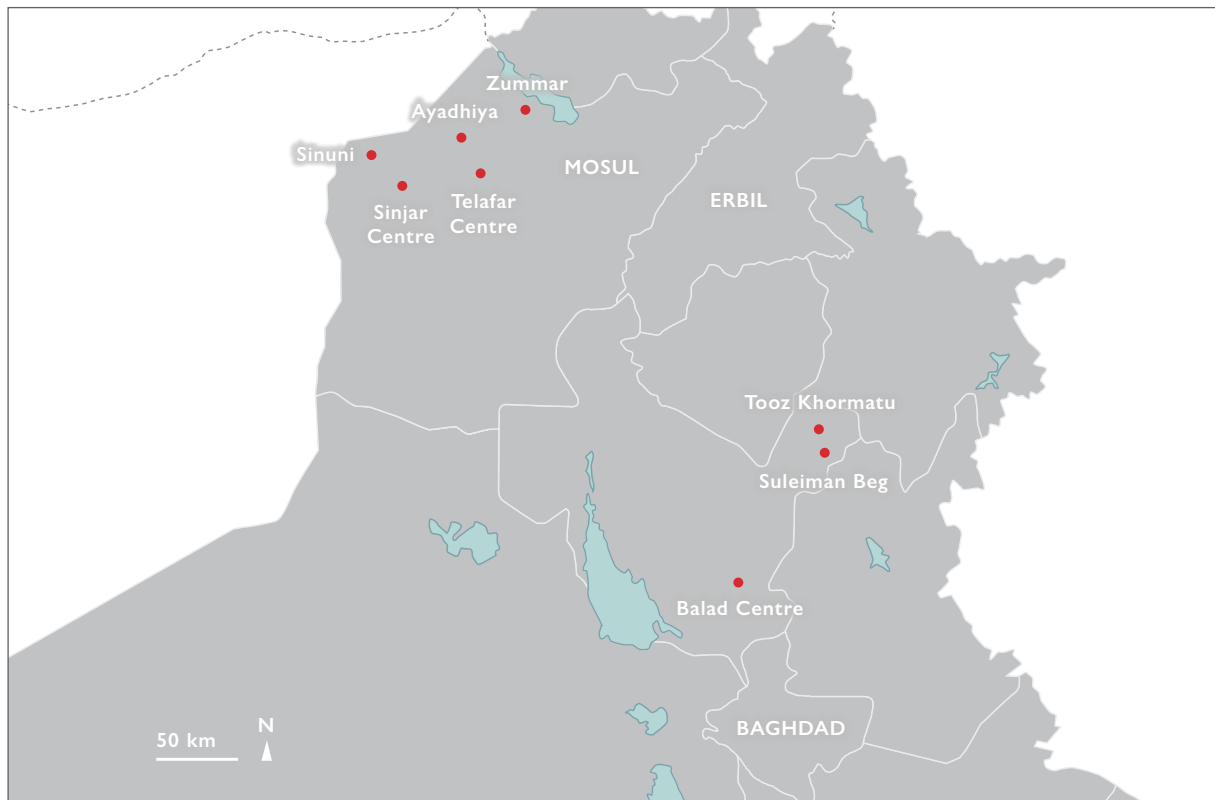 Zummar
Ayadhiya
Sinuni
MOSUL
Sinjar
Centre
Telafar
Centre
ERBIL
Tooz Khormatu
Suleiman Beg
Balad Centre
BAGHDAD
50 km
N